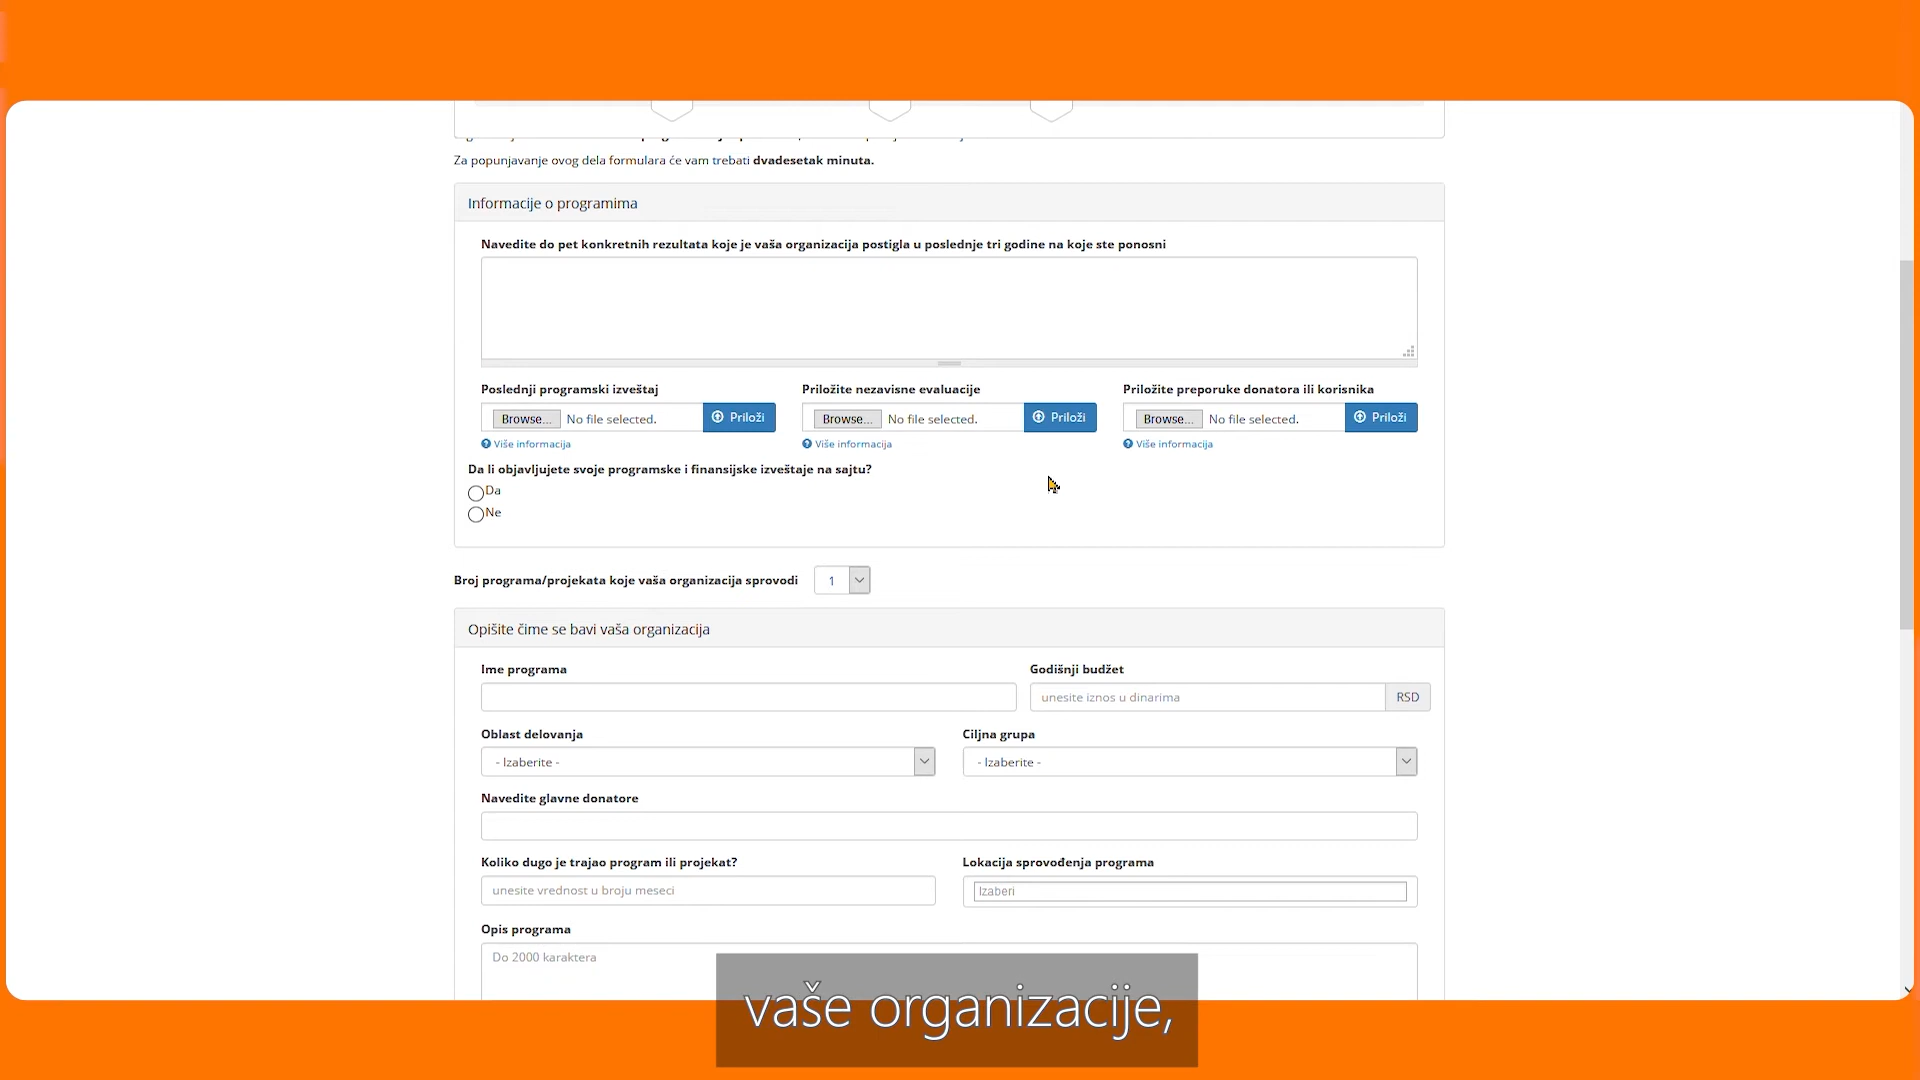 Za popunjavanje ovog dela formulara će vam trebati dvadesetak minuta.
Informacije o programima
Navedite do pet konkretnih rezultata koje je vaša organizacija postigla u poslednje tri godine na koje ste ponosni
Poslednji programski izveštaj
Browse... No file selected. Priloži
Više informacija
Priložite nezavisne evaluacije
Browse... No file selected. Priloži
Više informacija
Priložite preporuke donatora ili korisnika
Browse... No file selected. Priloži
Više informacija
Da li objavljujete svoje programske i finansijske izveštaje na sajtu?
Da
Ne
Broj programa/projekata koje vaša organizacija sprovodi 1
Opišite čime se bavi vaša organizacija
Ime programa
Godišnji budžet
unesite iznos u dinarima RSD
Oblast delovanja
- Izaberite -
Ciljna grupa
- Izaberite -
Navedite glavne donatore
Koliko dugo je trajao program ili projekat?
unesite vrednost u broju meseci
Lokacija sprovođenja programa
Izaberi
Opis programa
Do 2000 karaktera
vaše organizacije,